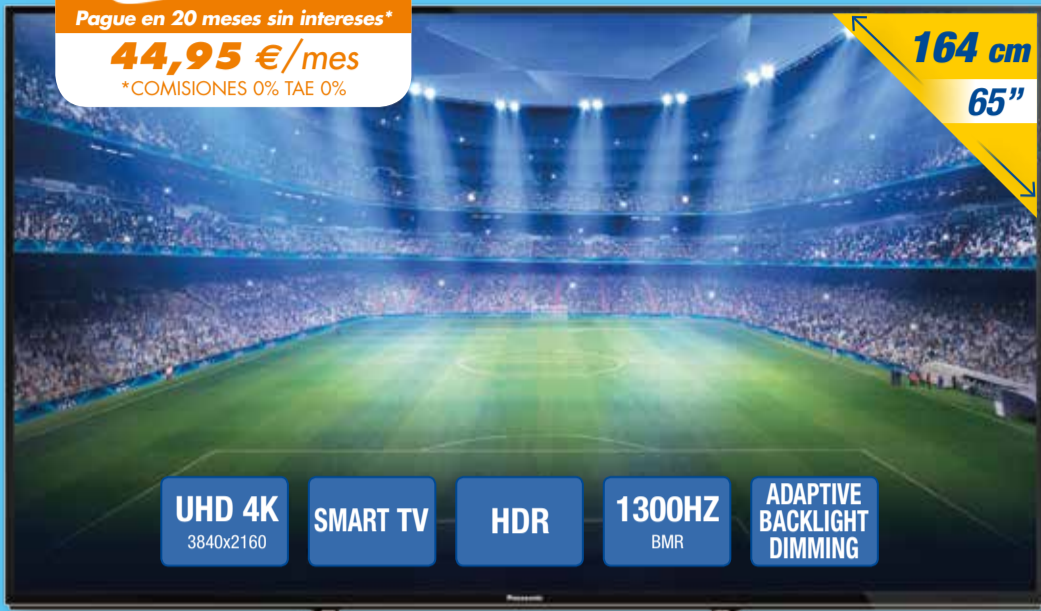 Pague en 20 meses sin intereses*
44,95 €/mes
*COMISIONES 0% TAE 0%
164 cm
65”
UHD 4K
3840x2160
SMART TV
HDR
1300HZ
BMR
ADAPTIVE
BACKLIGHT
DIMMING
Panasonic